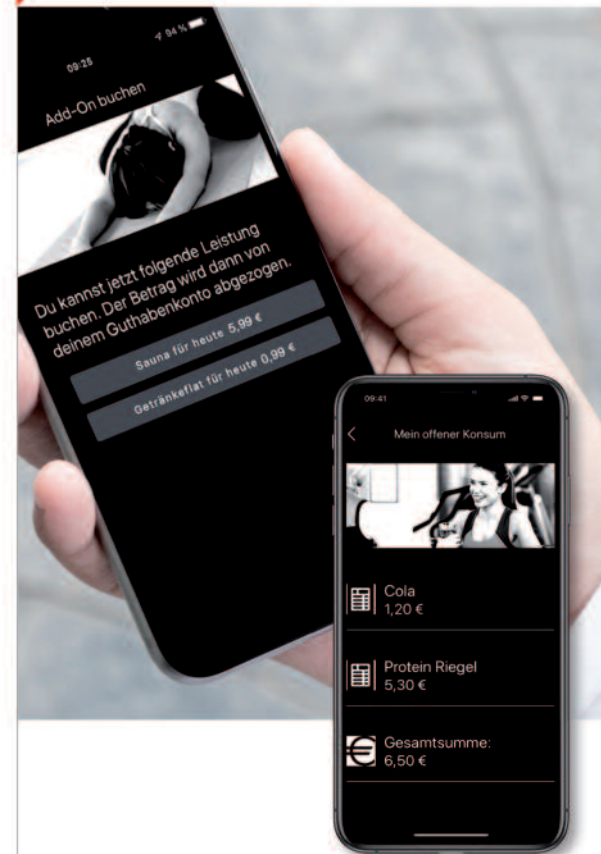 94 %
09:25
Add-On buchen
Du kannst jetzt folgende Leistung
buchen. Der Betrag wird dann von
deinem Guthabenkonto abgezogen.
Sauna für heute 5,99 €
Getränkeflat für heute 0,99 €
09:41
Mein offener Konsum
Cola
1,20 €
Protein Riegel
5,30 €
Gesamtsumme:
6,50 €